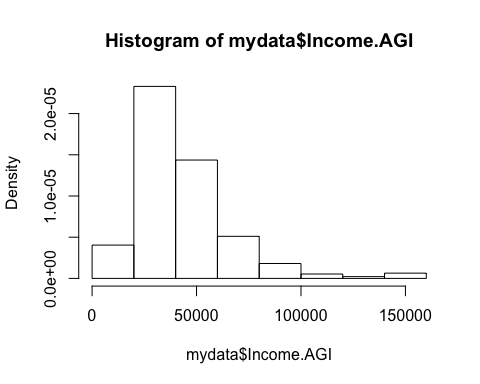 Histogram of mydata$Income.AGI
Density
2.0e-05
1.0e-05
0.0e+00
0
50000
100000
150000
mydata$Income.AGI